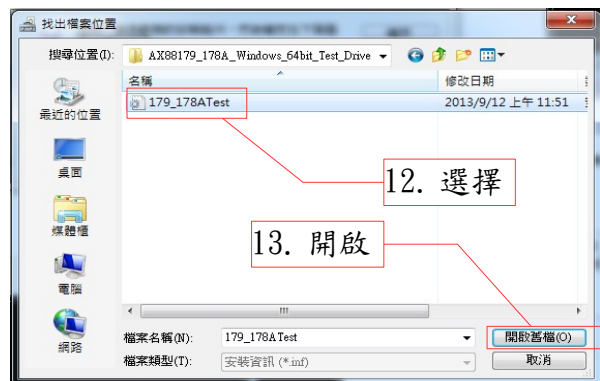 找出檔案位置
搜尋位置(I):
AX88179_178A_Windows_64bit_Test_Drive
名稱
修改日期
179_178ATest
2013/9/12 上午 11:51
最近的位置
桌面
媒體櫃
電腦
網路
12. 選擇
13. 開啟
檔案名稱(N):
179_178ATest
開啟舊檔(O)
檔案類型(T):
安裝資訊 (*.inf)
取消